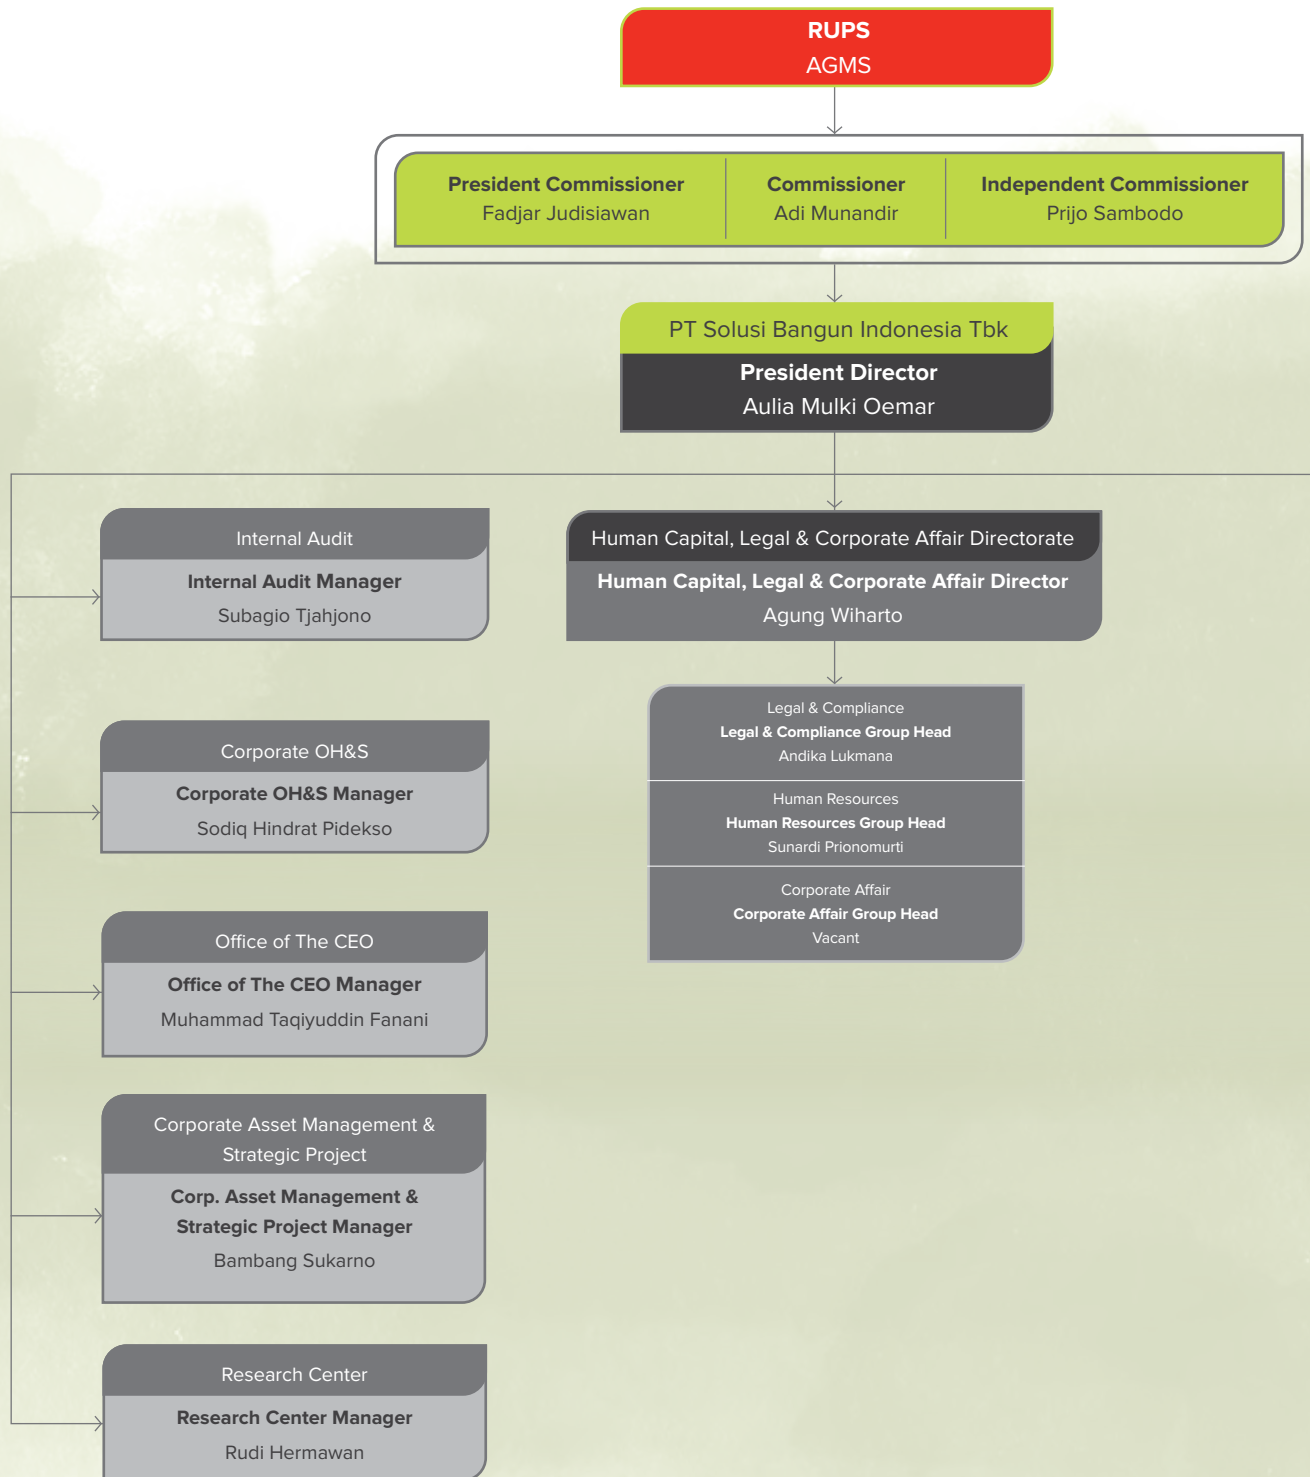 RUPS
AGMS
President Commissioner
Fadjar Judisiawan
Commissioner
Adi Munandir
Independent Commissioner
Prijo Sambodo
PT Solusi Bangun Indonesia Tbk
President Director
Aulia Mulki Oemar
Internal Audit
Internal Audit Manager
Subagio Tjahjono
Corporate OH&S
Corporate OH&S Manager
Sodiq Hindrat Pidekso
Office of The CEO
Office of The CEO Manager
Muhammad Taqiyuddin Fanani
Corporate Asset Management &
Strategic Project
Corp. Asset Management &
Strategic Project Manager
Bambang Sukarno
Research Center
Research Center Manager
Rudi Hermawan
Human Capital, Legal & Corporate Affair Directorate
Human Capital, Legal & Corporate Affair Director
Agung Wiharto
Legal & Compliance
Legal & Compliance Group Head
Andika Lukmana
Human Resources
Human Resources Group Head
Sunardi Prionomurti
Corporate Affair
Corporate Affair Group Head
Vacant